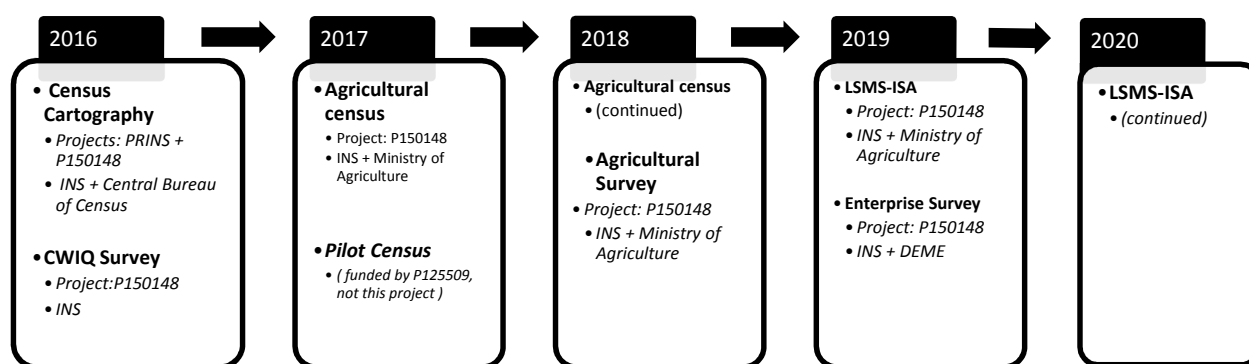 2016
• Census
Cartography
• Projects: PRINS +
P150148
• INS + Central Bureau
of Census
• CWIQ Survey
• Project:P150148
• INS
2017
• Agricultural
census
• Project: P150148
• INS + Ministry of
Agriculture
• Pilot Census
• ( funded by P125509,
not this project )
2018
• Agricultural census
• (continued)
• Agricultural
Survey
• Project: P150148
• INS + Ministry of
Agriculture
2019
• LSMS-ISA
• Project: P150148
• INS + Ministry of
Agriculture
• Enterprise Survey
• Project: P150148
• INS + DEME
2020
• LSMS-ISA
• (continued)